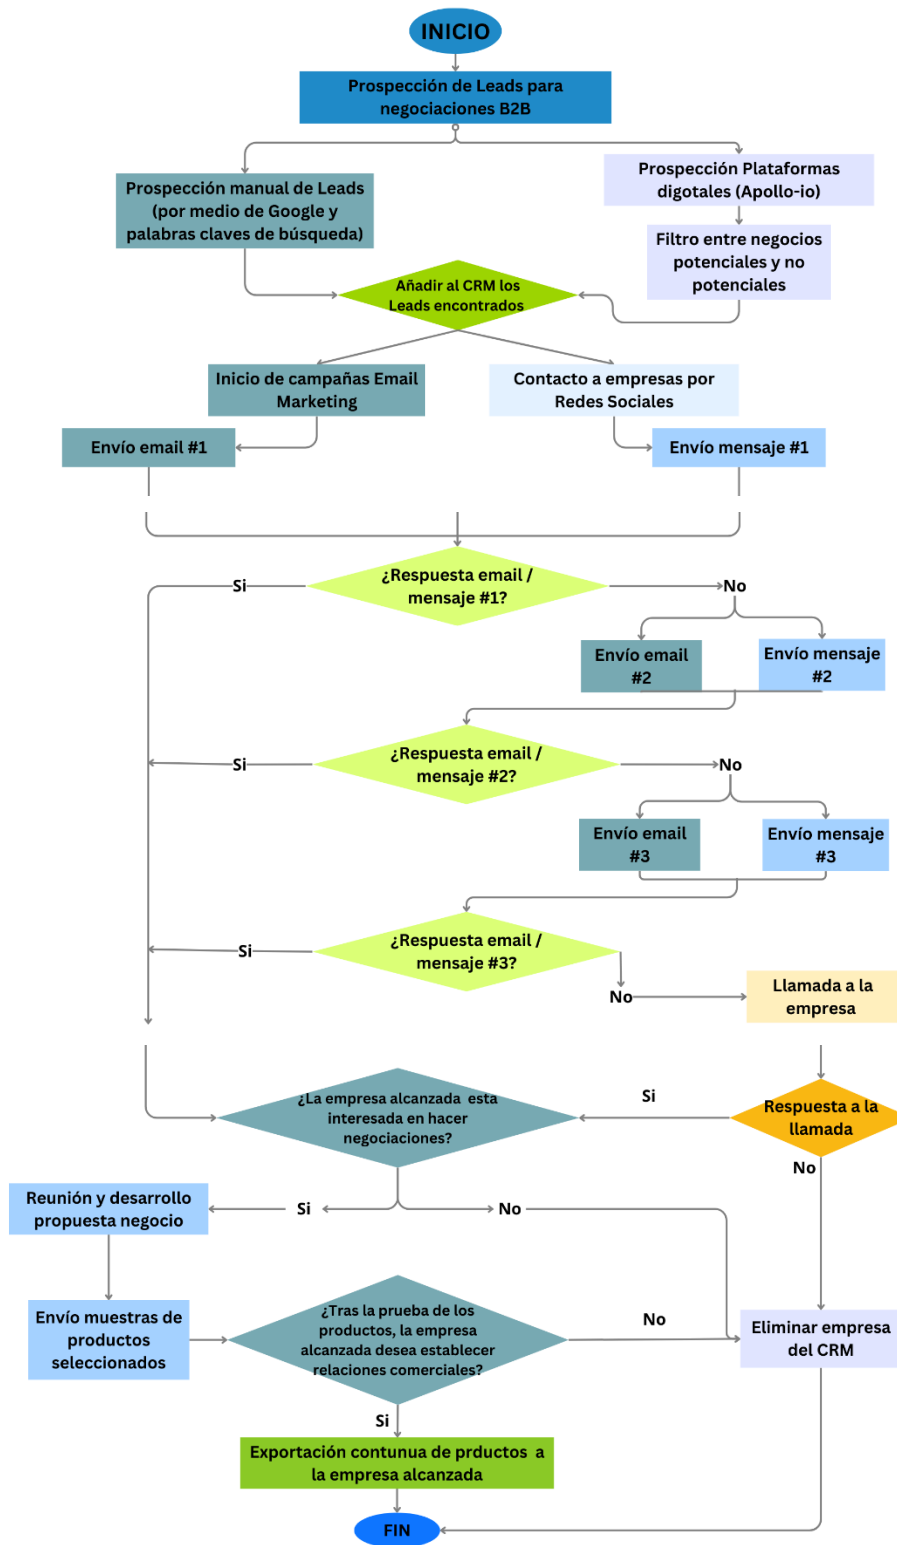 INICIO
Prospección de Leads para
negociaciones B2B
Prospección manual de Leads
(por medio de Google y
palabras claves de búsqueda)
Prospección Plataformas
digotales (Apollo-io)
Filtro entre negocios
potenciales y no
potenciales
Añadir al CRM los
Leads encontrados
Inicio de campañas Email
Marketing
Contacto a empresas por
Redes Sociales
Envío email #1
Envío mensaje #1
¿Respuesta email /
mensaje #1?
Si
No
Envío email
#2
Envío mensaje
#2
¿Respuesta email /
mensaje #2?
Si
No
Envío email
#3
Envío mensaje
#3
¿Respuesta email /
mensaje #3?
Si
No
Llamada a la
empresa
¿La empresa alcanzada esta
interesada en hacer
negociaciones?
Si
Respuesta a la
llamada
No
Reunión y desarrollo
propuesta negocio
Si
No
Envío muestras de
productos
seleccionados
¿Tras la prueba de los
productos, la empresa
alcanzada desea establecer
relaciones comerciales?
No
Eliminar empresa
del CRM
Si
Exportación contunua de prductos a
la empresa alcanzada
FIN